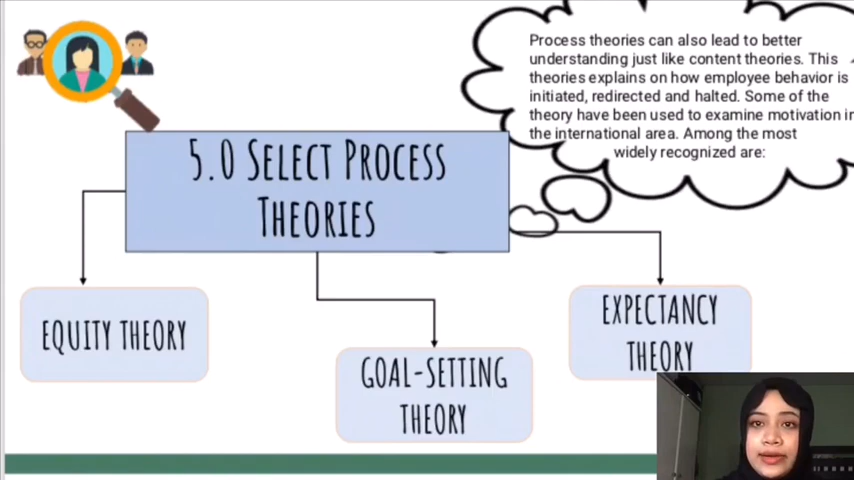 Process theories can also lead to better
understanding just like content theories. This
theories explains on how employee behavior is
initiated, redirected and halted. Some of the
theory have been used to examine motivation in
the international area. Among the most
widely recognized are:
5.0 SELECT PROCESS
THEORIES
EQUITY THEORY
GOAL-SETTING
THEORY
EXPECTANCY
THEORY